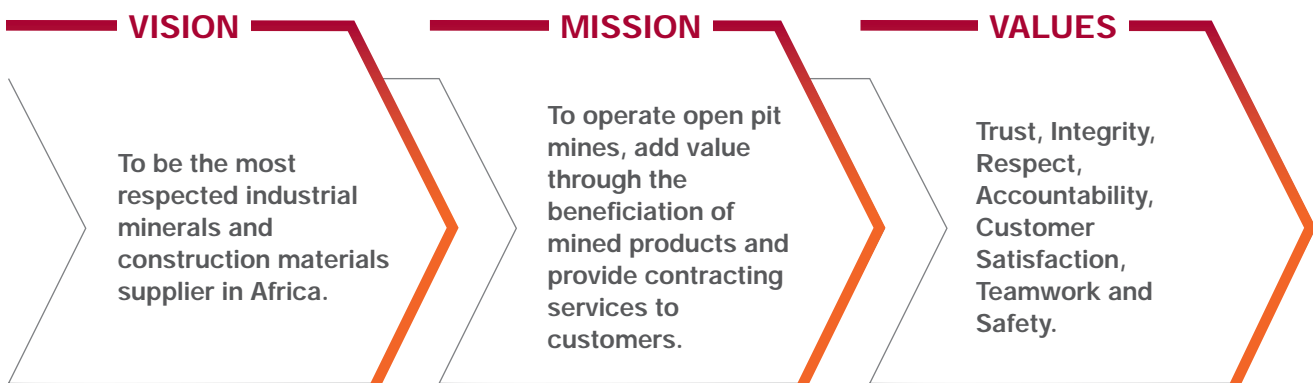 VISION
To be the most
respected industrial
minerals and
construction materials
supplier in Africa.
MISSION
To operate open pit
mines, add value
through the
beneficiation of
mined products and
provide contracting
services to
customers.
VALUES
Trust, Integrity,
Respect,
Accountability,
Customer
Satisfaction,
Teamwork and
Safety.